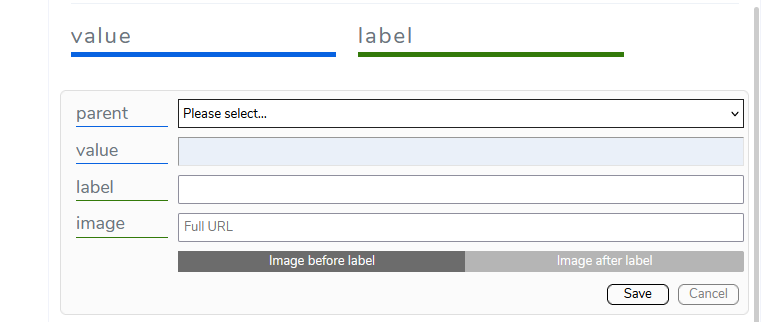 value label
parent Please select...
value
label
image Full URL
Image before label Image after label
Save Cancel